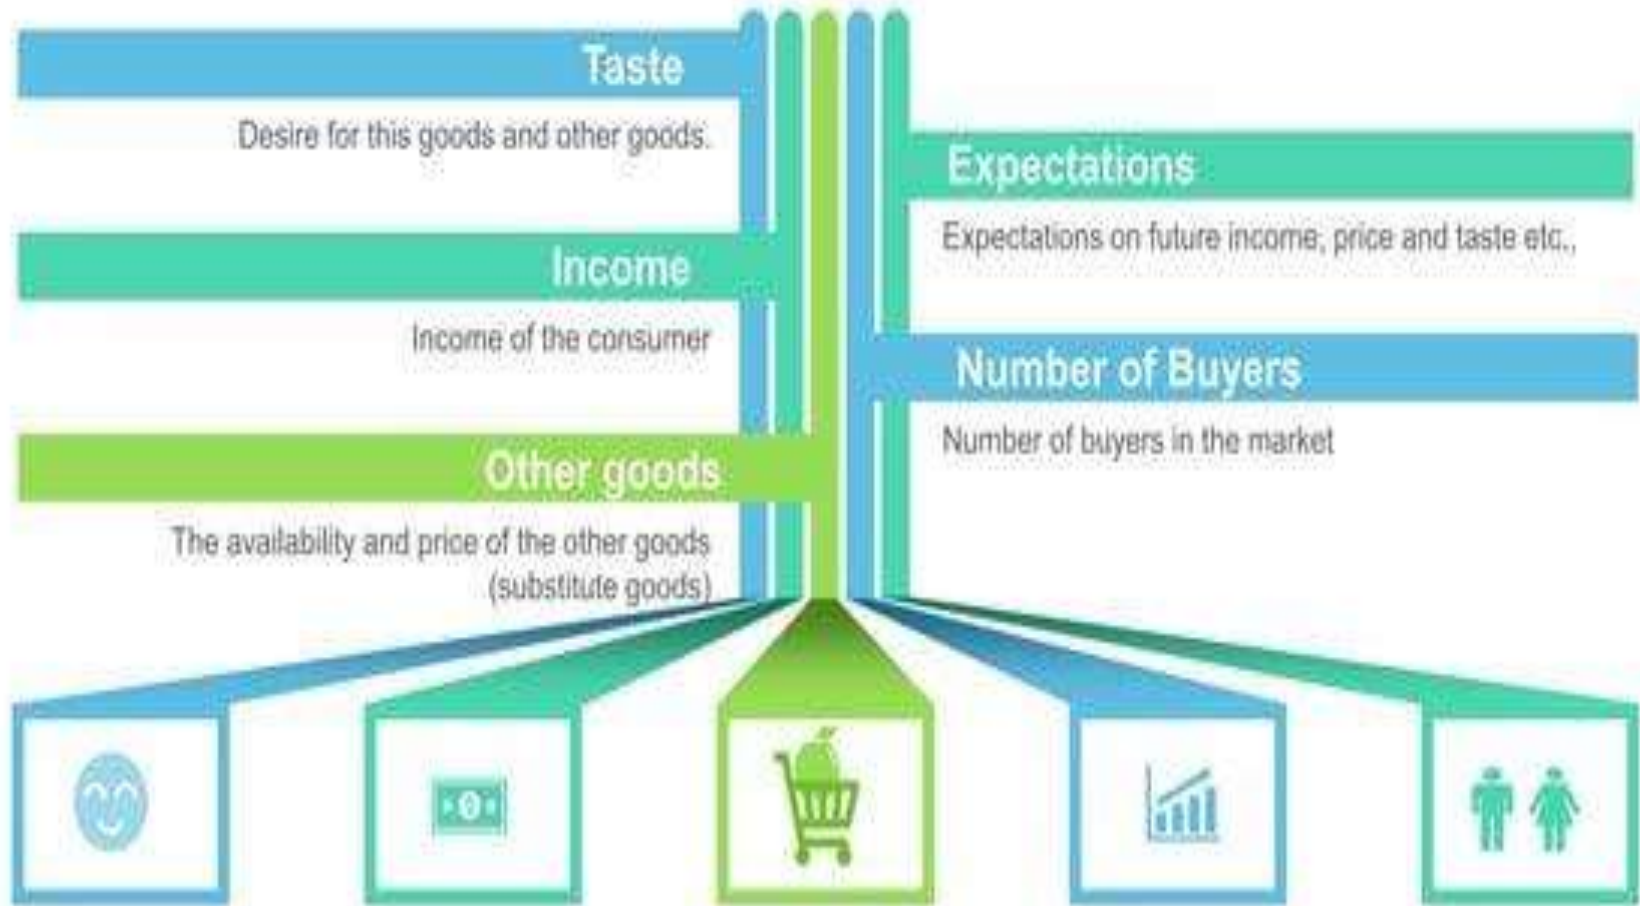 Taste
Desire for this goods and other goods.
Income
Income of the consumer
Other goods
The availability and price of the other goods
(substitute goods)
Expectations
Expectations on future income, price and taste etc.,
Number of Buyers
Number of buyers in the market